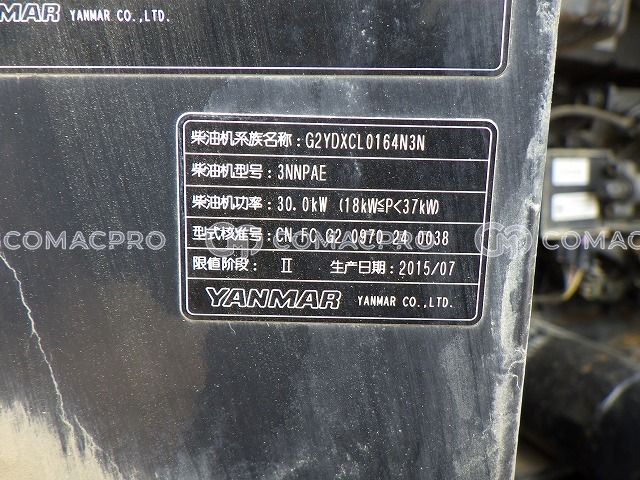 YANMAR YANMAR CO.,LTD.
柴油机系族名称：G2YDXCL0164N3N
柴油机型号：3NNPAE
柴油机功率：30.0kW (18kW≦P<37kW)
型式核准号：CN FC G2 0970 24 0038
COMACPRO COMACPRO COMACPRO
限值阶段： Ⅱ 生产日期：2015/07
YANMAR YANMAR CO.,LTD.